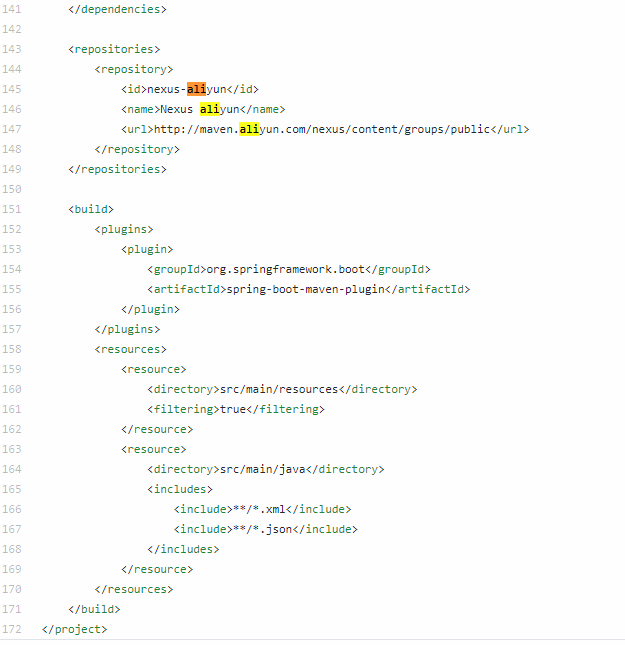 141 </dependencies>
142
143 <repositories>
144 <repository>
145 <id>nexus-aliyun</id>
146 <name>Nexus aliyun</name>
147 <url>http://maven.aliyun.com/nexus/content/groups/public</url>
148 </repository>
149 </repositories>
150
151 <build>
152 <plugins>
153 <plugin>
154 <groupId>org.springframework.boot</groupId>
155 <artifactId>spring-boot-maven-plugin</artifactId>
156 </plugin>
157 </plugins>
158 <resources>
159 <resource>
160 <directory>src/main/resources</directory>
161 <filtering>true</filtering>
162 </resource>
163 <resource>
164 <directory>src/main/java</directory>
165 <includes>
166 <include>**/*.xml</include>
167 <include>**/*.json</include>
168 </includes>
169 </resource>
170 </resources>
171 </build>
172 </project>